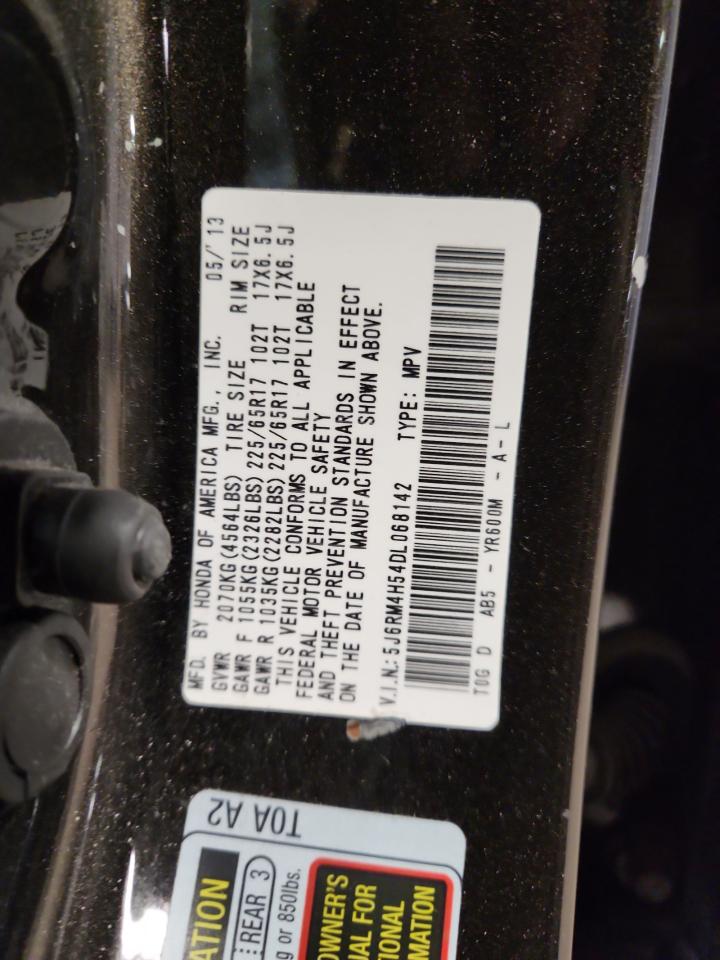 MFD. BY HONDA OF AMERICA MFG., INC. 05/'13
GVWR 2070KG(4564LBS) TIRE SIZE RIM SIZE
GAWR F 1055KG(2326LBS)225/65R17 102T 17X6.5J
GAWR R 1035KG(2282LBS)225/65R17 102T 17X6.5J
THIS VEHICLE CONFORMS TO ALL APPLICABLE
FEDERAL MOTOR VEHICLE SAFETY
AND THEFT PREVENTION STANDARDS IN EFFECT
ON THE DATE OF MANUFACTURE SHOWN ABOVE.
V.I.N.: 5J6RM4H54DL068142 TYPE: MPV
TOG D AB5 - YR600M - A - L
TOA A2
ATION
REAR 3
g or 850lbs.
OWNER'S
UAL FOR
IONAL
MATION